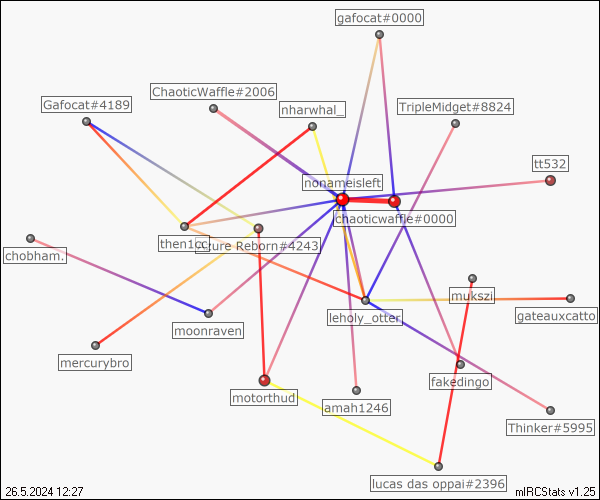 gafocat#0000
ChaoticWaffle#2006
Gafocat#4189
nharwhal_
TripleMidget#8824
tt532
nonameisleft
chaoticwaffle#0000
then1cc
zure-Reborn#4243
chobham.
mukszi
leholy_otter
gateauxcatto
moonraven
mercurybro
fakedingo
motorthud
amah1246
Thinker#5995
lucas das oppai#2396
26.5.2024 12:27
mIRCStats v1.25